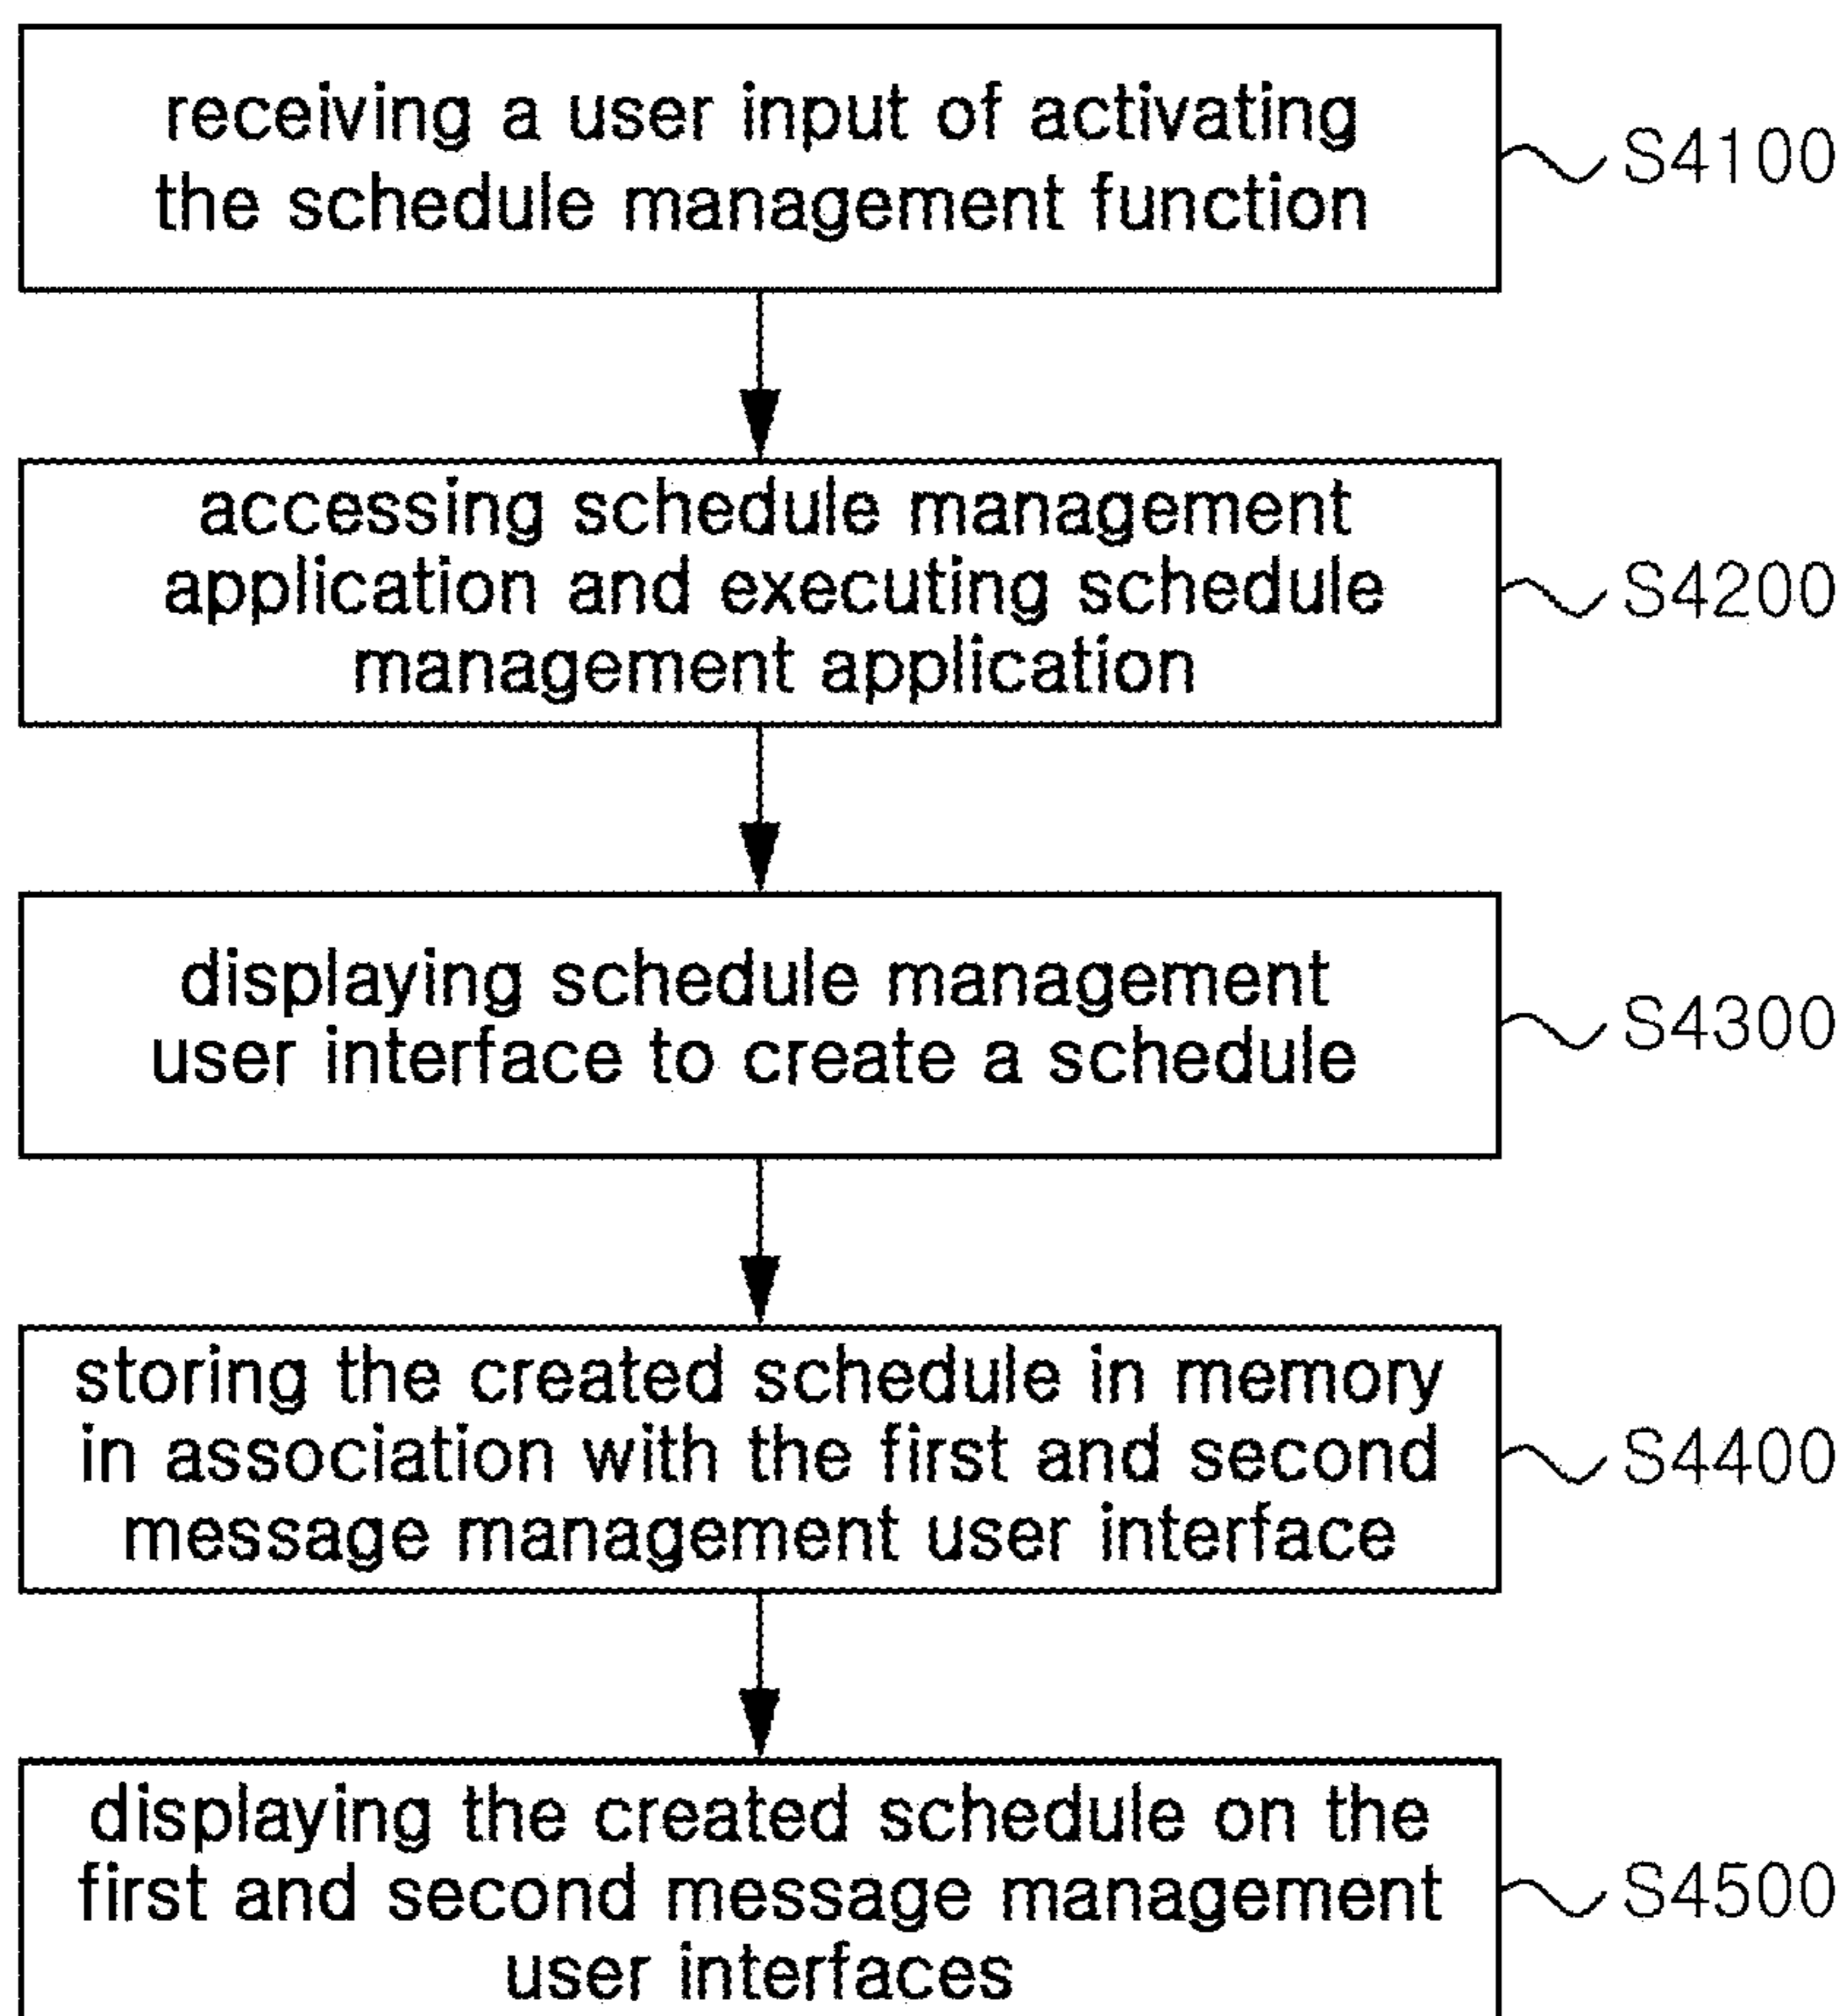 receiving a user input of activating
the schedule management function
S4100
accessing schedule management
application and executing schedule
management application
S4200
displaying schedule management
user interface to create a schedule
S4300
storing the created schedule in memory
in association with the first and second
message management user interface
S4400
displaying the created schedule on the
first and second message management
user interfaces
S4500